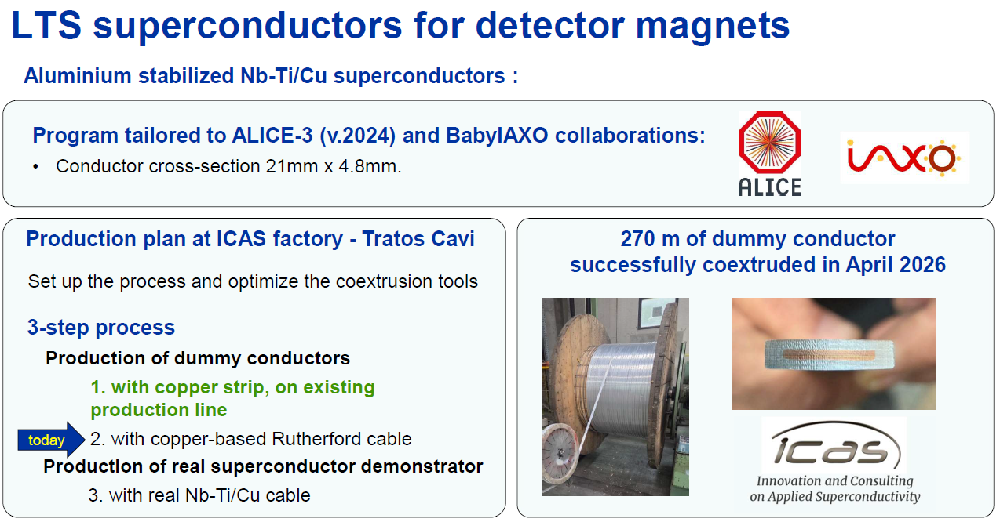 LTS superconductors for detector magnets
Aluminium stabilized Nb-Ti/Cu superconductors :
Program tailored to ALICE-3 (v.2024) and BabyIAXO collaborations:
• Conductor cross-section 21mm x 4.8mm.
ALICE
iAXO
Production plan at ICAS factory - Tratos Cavi
Set up the process and optimize the coextrusion tools
3-step process
Production of dummy conductors
1. with copper strip, on existing
production line
today
2. with copper-based Rutherford cable
Production of real superconductor demonstrator
3. with real Nb-Ti/Cu cable
270 m of dummy conductor
successfully coextruded in April 2026
icas
Innovation and Consulting
on Applied Superconductivity